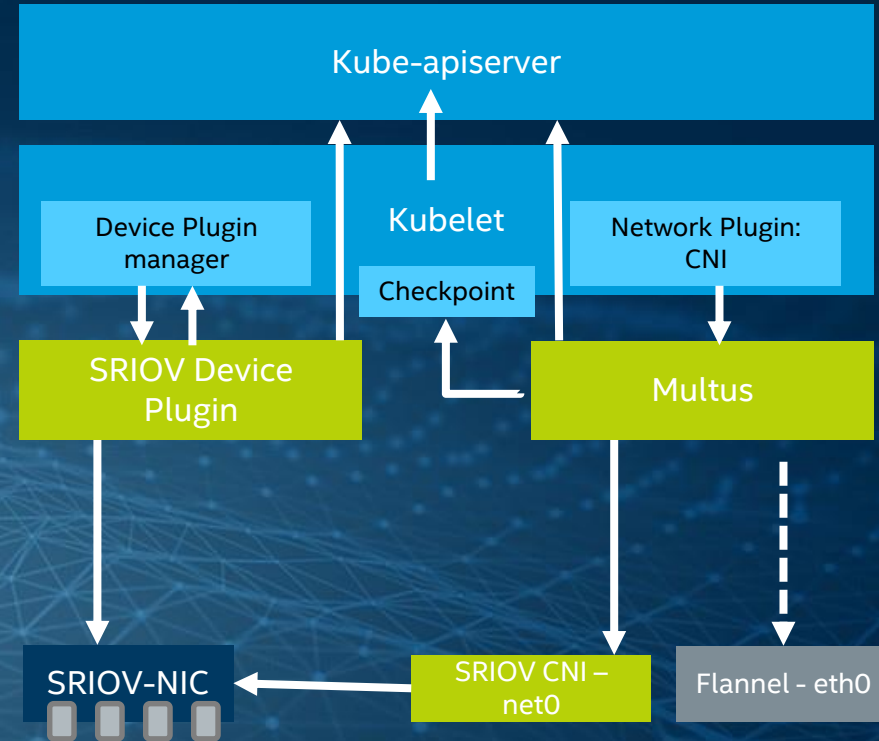 Kube-apiserver
Device Plugin
manager
Kubelet
Network Plugin:
CNI
Checkpoint
SRIOV Device
Plugin
Multus
SRIOV-NIC
SRIOV CNI –
net0
Flannel - eth0